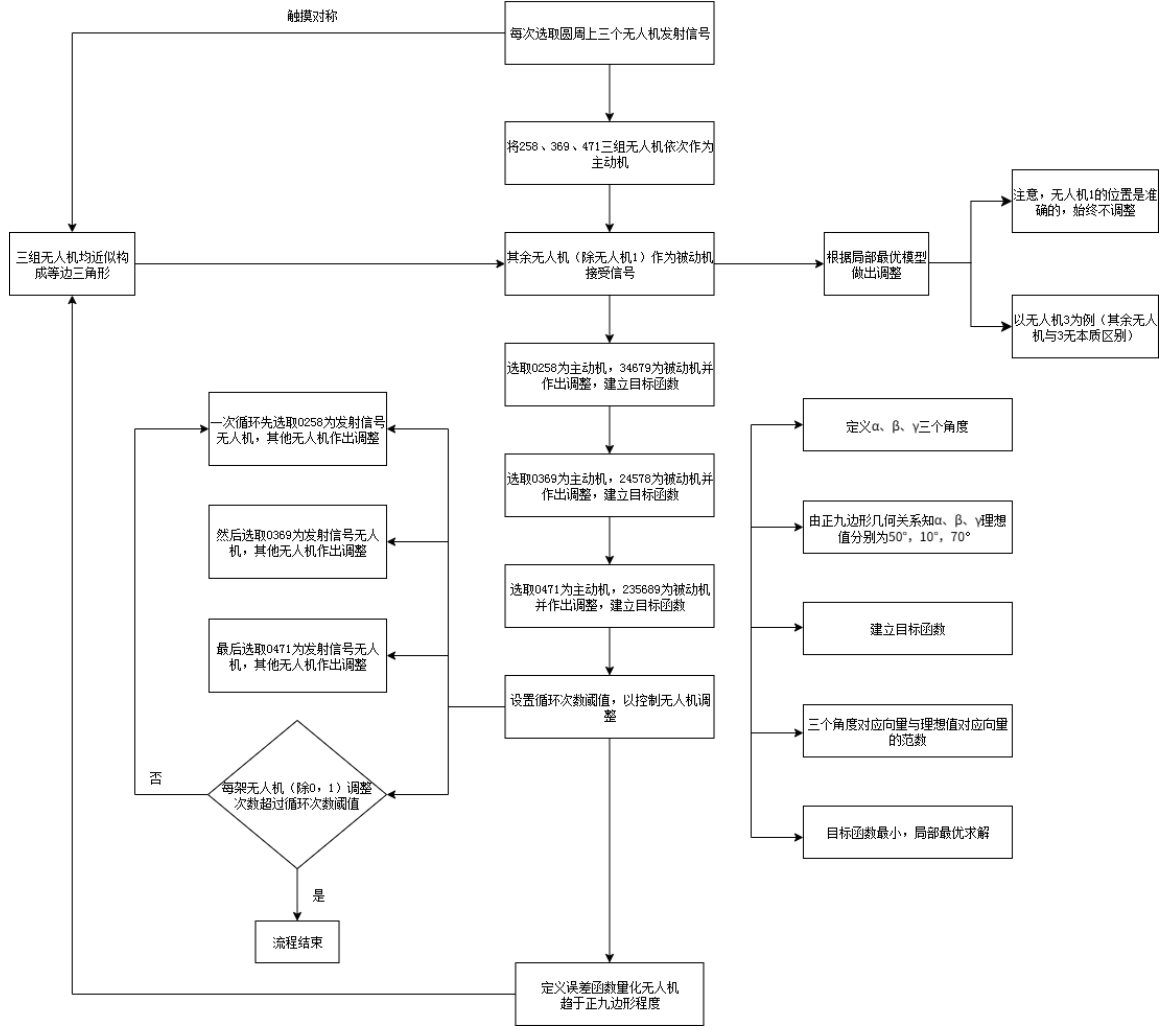 触摸对称
每次选取圆周上三个无人机发射信号
将258、369、471三组无人机依次作为
主动机
注意，无人机1的位置是准
确的，始终不调整
三组无人机均近似构
成等边三角形
其余无人机（除无人机1）作为被动机
接受信号
根据局部最优模型
做出调整
以无人机3为例（其余无人
机与3无本质区别）
选取0258为主动机，34679为被动机并
作出调整，建立目标函数
一次循环先选取0258为发射信号
无人机，其他无人机作出调整
定义α、β、γ三个角度
选取0369为主动机，24578为被动机并
作出调整，建立目标函数
然后选取0369为发射信号无人
机，其他无人机作出调整
由正九边形几何关系知α、β、γ理想
值分别为50°，10°，70°
选取0471为主动机，235689为被动机
并作出调整，建立目标函数
建立目标函数
最后选取0471为发射信号无人
机，其他无人机作出调整
设置循环次数阈值，以控制无人机调
整
三个角度对应向量与理想值对应向量
的范数
否
每架无人机（除0，1）调整
次数超过循环次数阈值
目标函数最小，局部最优求解
是
流程结束
定义误差函数量化无人机
趋于正九边形程度